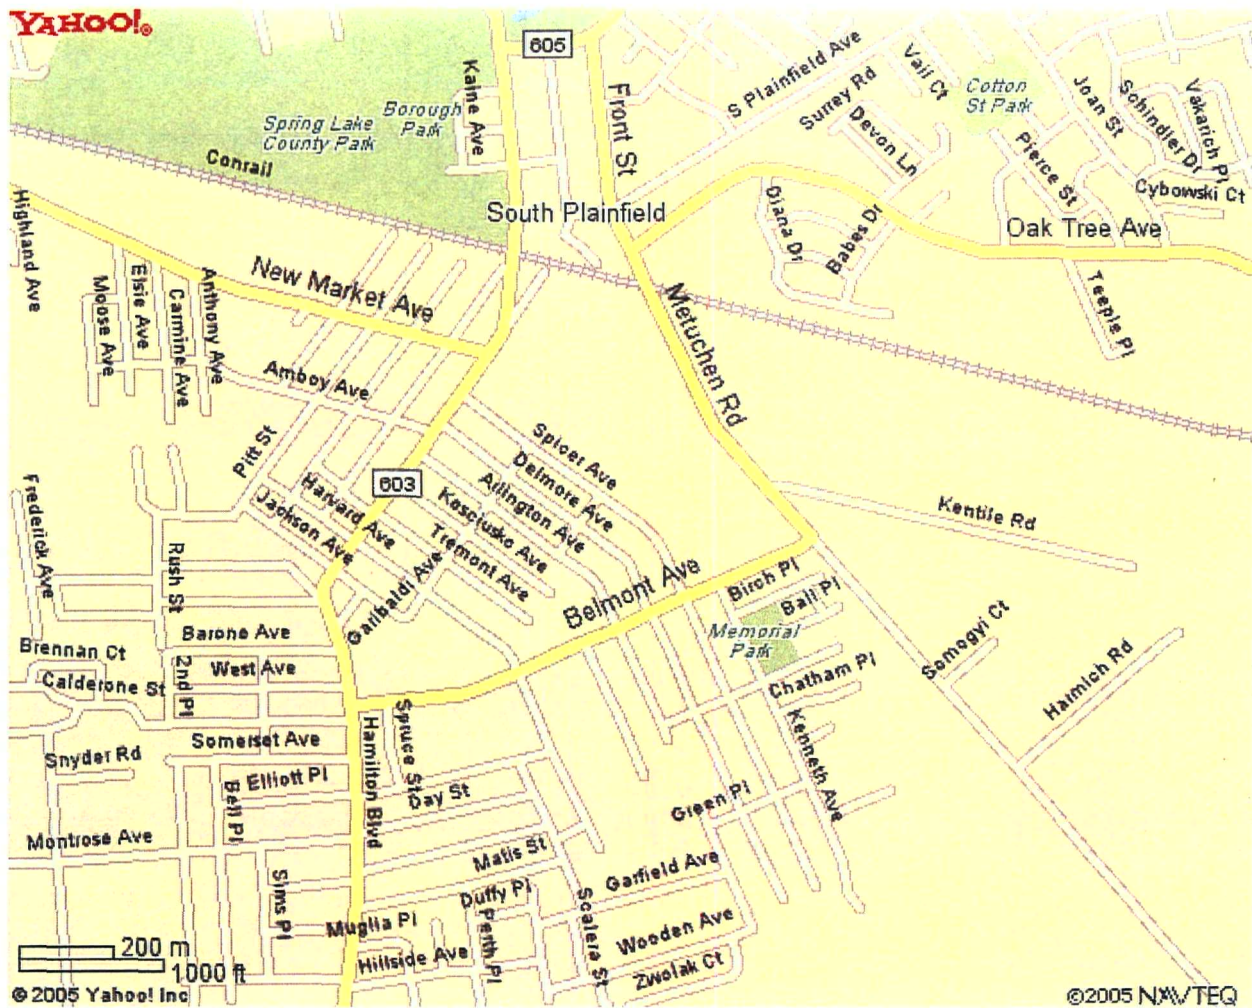 YAHOO!®
605
S Plainfield Ave
Vail Ct
Surrey Rd
Devon Ln
Cotton
St Park
Joan St
Schindler Dr
Vakarich Pl
Kaine Ave
Borough
Park
Spring Lake
County Park
Front St
Pierce St
Cybowski Ct
Conrail
South Plainfield
Oak Tree Ave
Diana Dr
Babes Dr
Highland Ave
New Market Ave
Moose Ave
Elsie Ave
Carmine Ave
Anthony Ave
Metuchen Rd
Teeple Pl
Amboy Ave
Pitt St
Spicer Ave
Delmore Ave
Arlington Ave
Kosciusko Ave
Tremont Ave
603
Harvard Ave
Jackson Ave
Frederick Ave
Kentile Rd
Rush St
Garibaldi Ave
Belmont Ave
Birch Pl
Ball Pl
Memorial
Park
Barone Ave
Brennan Ct
West Ave
Calderone St
2nd Pl
Chatham Pl
Somogyi Ct
Harmich Rd
Somerset Ave
Snyder Rd
Hamilton Blvd
Spruce St
Kenneth Ave
Elliott Pl
Bell Pl
Day St
Green Pl
Montrose Ave
Matis St
Garfield Ave
Sims Pl
Duffy Pl
Muglia Pl
Perth Pl
Scalera St
Wooden Ave
Hillside Ave
Zwolak Ct
200 m
1000 ft
©2005 Yahoo! Inc
©2005 NAVTEQ